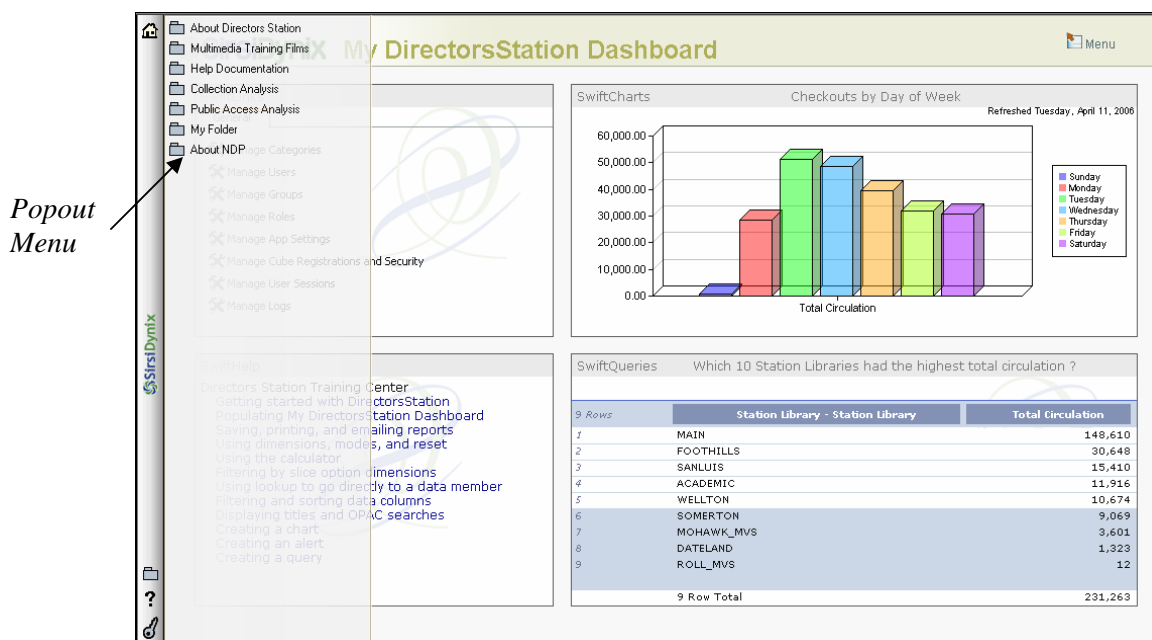 About Directors Station
Multimedia Training Films
Help Documentation
Collection Analysis
Public Access Analysis
My Folder
About NDP
Popout
Menu
SirsiDynix
SirsiDynix My DirectorsStation Dashboard
Menu
Manage Categories
Manage Users
Manage Groups
Manage Roles
Manage App Settings
Manage Cube Registrations and Security
Manage User Sessions
Manage Logs
SwiftCharts Checkouts by Day of Week
Refreshed Tuesday, April 11, 2006
60,000.00
50,000.00
40,000.00
30,000.00
20,000.00
10,000.00
0.00
Total Circulation
Sunday
Monday
Tuesday
Wednesday
Thursday
Friday
Saturday
SwiftHelp
Directors Station Training Center
Getting started with DirectorsStation
Populating My DirectorsStation Dashboard
Saving, printing, and emailing reports
Using dimensions, modes, and reset
Using the calculator
Filtering by slice option dimensions
Using lookup to go directly to a data member
Filtering and sorting data columns
Displaying titles and OPAC searches
Creating a chart
Creating an alert
Creating a query
?
SwiftQueries Which 10 Station Libraries had the highest total circulation ?
9 Rows Station Library - Station Library Total Circulation
1 MAIN 148,610
2 FOOTHILLS 30,648
3 SANLUIS 15,410
4 ACADEMIC 11,916
5 WELLTON 10,674
6 SOMERTON 9,069
7 MOHAWK_MVS 3,601
8 DATELAND 1,323
9 ROLL_MVS 12
9 Row Total 231,263